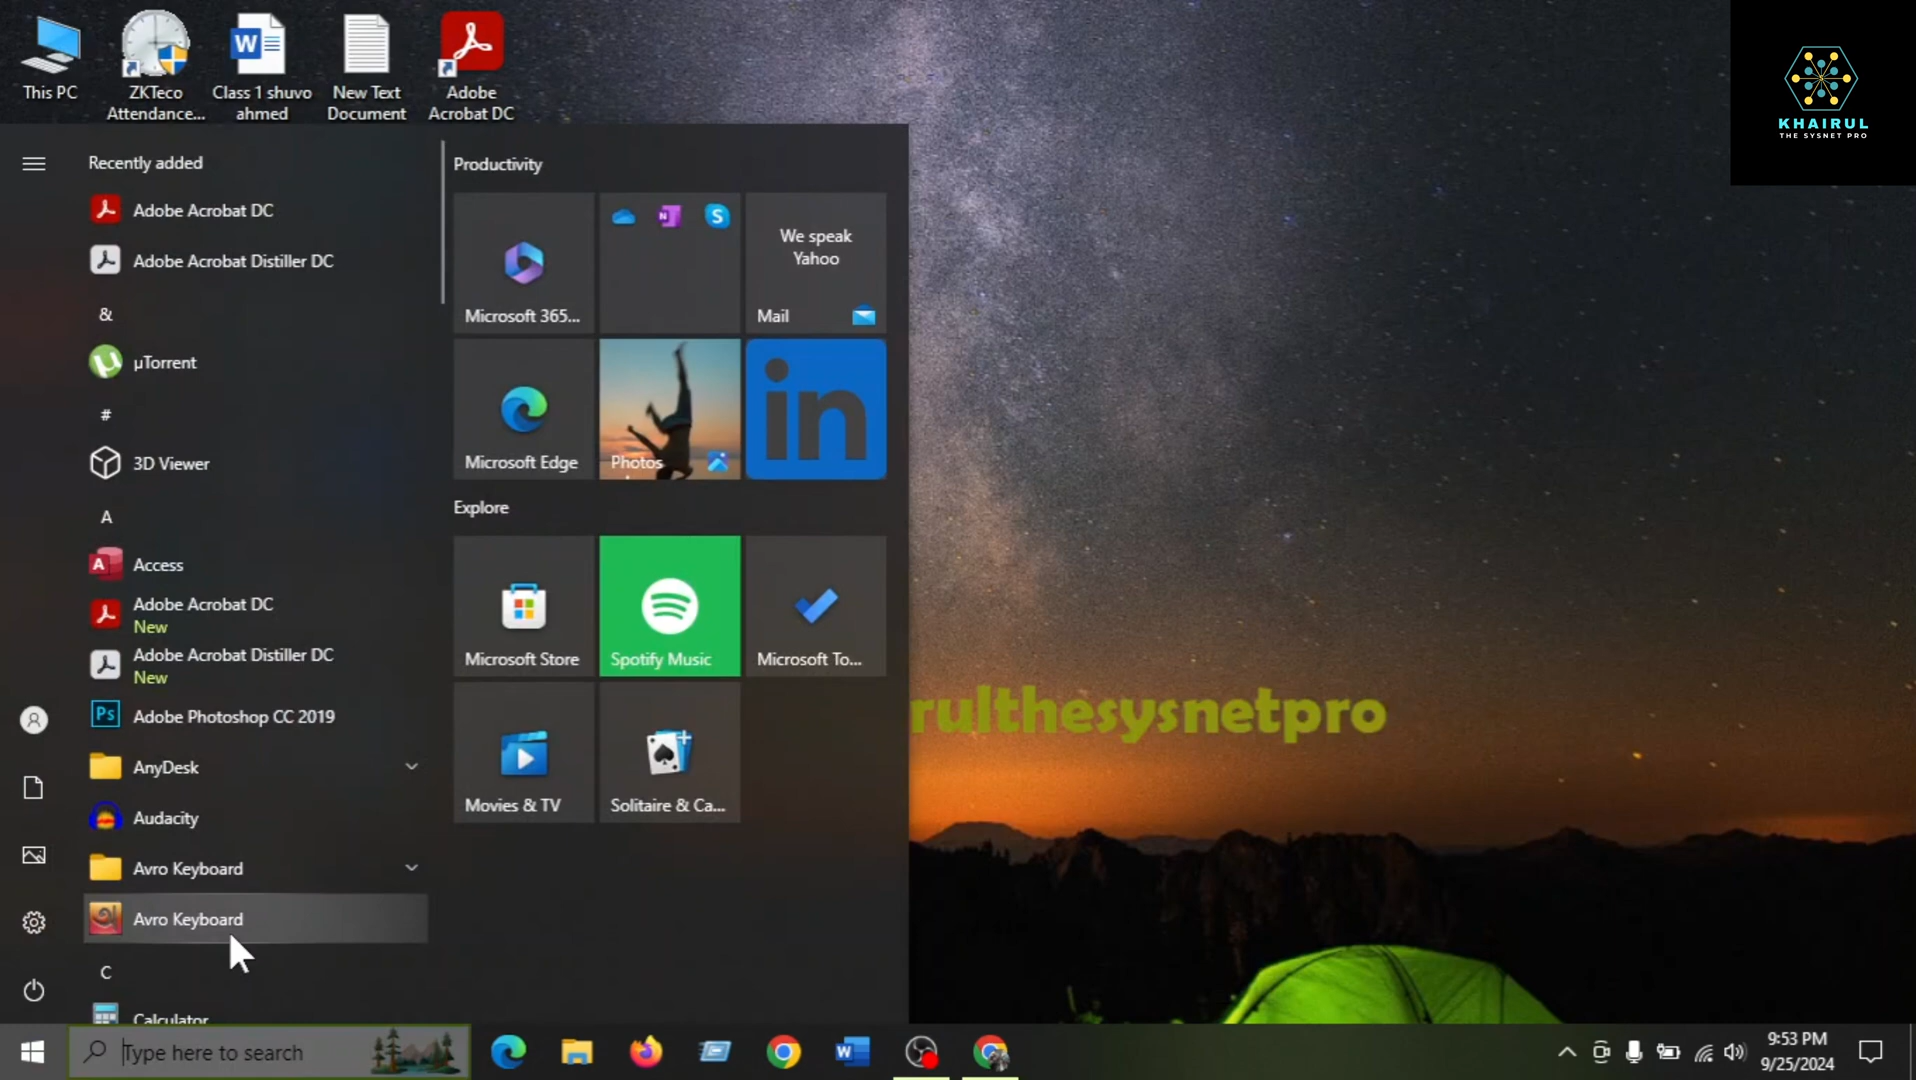 This PC
ZKTeco
Attendance...
Class 1 shuvo
ahmed
New Text
Document
Adobe
Acrobat DC
KHAIRUL
THE SYSNET PRO
Recently added
Adobe Acrobat DC
Adobe Acrobat Distiller DC
&
µTorrent
#
3D Viewer
A
Access
Adobe Acrobat DC
New
Adobe Acrobat Distiller DC
New
Ps
Adobe Photoshop CC 2019
AnyDesk
Audacity
Avro Keyboard
Avro Keyboard
C
Calculator
Productivity
Microsoft 365...
We speak
Yahoo
Mail
Microsoft Edge
Photos
in
Explore
Microsoft Store
Spotify Music
Microsoft To...
Movies & TV
Solitaire & Ca...
rulthesysnetpro
Type here to search
9:53 PM
9/25/2024